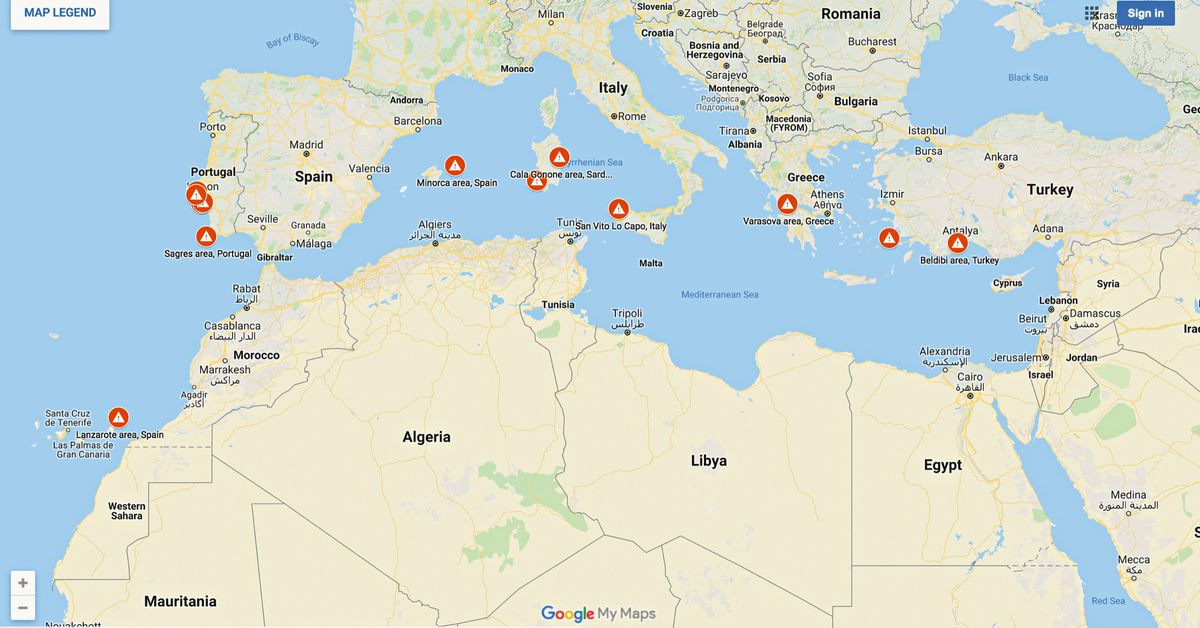 MAP LEGEND
Sign in
Bay of Biscay
Milan
Slovenia
Zagreb
Croatia
Romania
Краснодар
Belgrade
Београд
Bosnia and
Herzegovina
Serbia
Bucharest
Monaco
Italy
Sarajevo
Montenegro
Podgorica
Подгорица
Kosovo
Sofia
София
Bulgaria
Black Sea
Andorra
Barcelona
Rome
Macedonia
(FYROM)
Tirana
Albania
Istanbul
Bursa
Porto
Madrid
Portugal
Spain
Valencia
Minorca area, Spain
Tyrrhenian Sea
Cala Gonone area, Sard...
Greece
Athens
Αθήνα
Izmir
Ankara
Turkey
Seville
Granada
Málaga
Gibraltar
Sagres area, Portugal
Algiers
مدينة الجزائر
Tunis
تونس
San Vito Lo Capo, Italy
Varasova area, Greece
Antalya
Beldibi area, Turkey
Adana
Malta
Mediterranean Sea
Cyprus
Syria
Lebanon
Beirut
بيروت
Damascus
دمشق
Rabat
الرباط
Casablanca
الدار البيضاء
Tunisia
Tripoli
طرابلس
Morocco
Marrakesh
مراكش
Agadir
أكادير
Alexandria
الإسكندرية
Jerusalem
Jordan
Israel
Cairo
القاهرة
Santa Cruz
de Tenerife
Lanzarote area, Spain
Las Palmas de
Gran Canaria
Algeria
Libya
Egypt
Western
Sahara
Medina
المدينة المنورة
Mecca
مكة
Mauritania
Red Sea
Nouakchott
Google My Maps